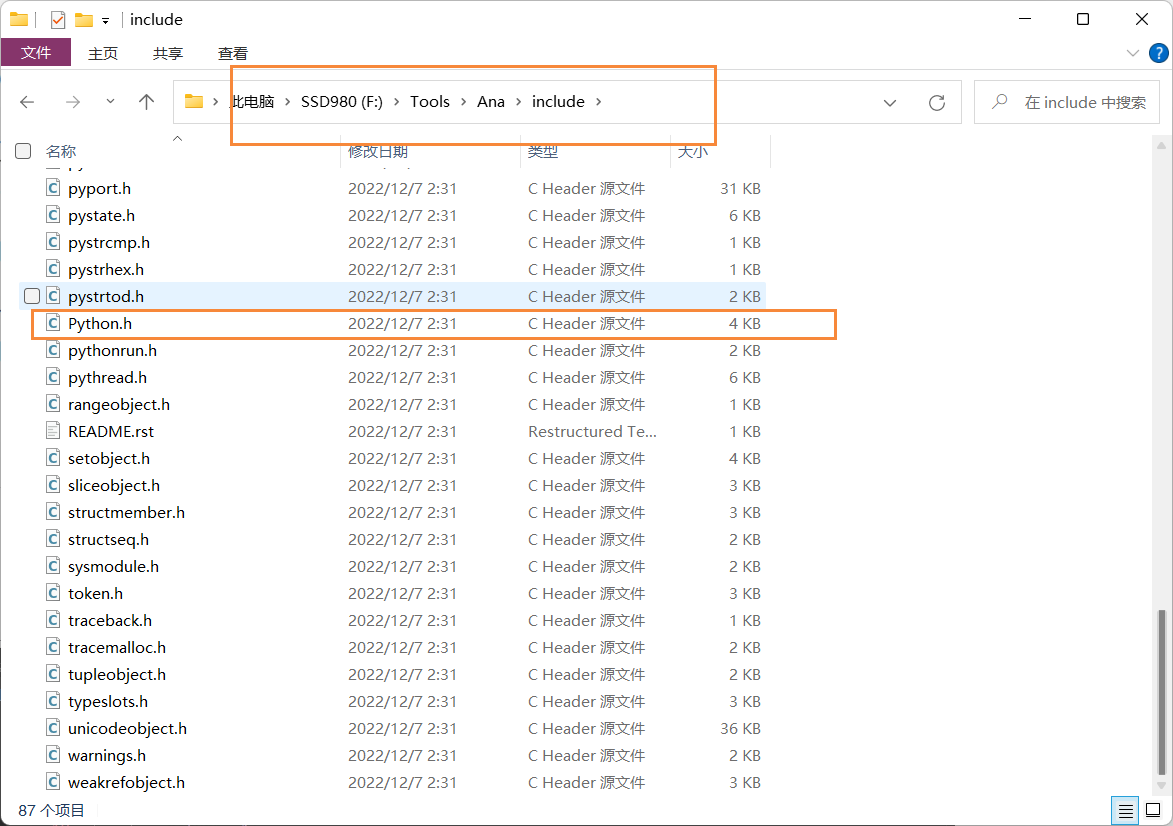 include
文件 主页 共享 查看
此电脑 › SSD980 (F:) › Tools › Ana › include › 在 include 中搜索
名称 修改日期 类型 大小
pyport.h 2022/12/7 2:31 C Header 源文件 31 KB
pystate.h 2022/12/7 2:31 C Header 源文件 6 KB
pystrcmp.h 2022/12/7 2:31 C Header 源文件 1 KB
pystrhex.h 2022/12/7 2:31 C Header 源文件 1 KB
pystrtod.h 2022/12/7 2:31 C Header 源文件 2 KB
Python.h 2022/12/7 2:31 C Header 源文件 4 KB
pythonrun.h 2022/12/7 2:31 C Header 源文件 2 KB
pythread.h 2022/12/7 2:31 C Header 源文件 6 KB
rangeobject.h 2022/12/7 2:31 C Header 源文件 1 KB
README.rst 2022/12/7 2:31 Restructured Te... 1 KB
setobject.h 2022/12/7 2:31 C Header 源文件 4 KB
sliceobject.h 2022/12/7 2:31 C Header 源文件 3 KB
structmember.h 2022/12/7 2:31 C Header 源文件 3 KB
structseq.h 2022/12/7 2:31 C Header 源文件 2 KB
sysmodule.h 2022/12/7 2:31 C Header 源文件 2 KB
token.h 2022/12/7 2:31 C Header 源文件 3 KB
traceback.h 2022/12/7 2:31 C Header 源文件 1 KB
tracemalloc.h 2022/12/7 2:31 C Header 源文件 2 KB
tupleobject.h 2022/12/7 2:31 C Header 源文件 2 KB
typeslots.h 2022/12/7 2:31 C Header 源文件 3 KB
unicodeobject.h 2022/12/7 2:31 C Header 源文件 36 KB
warnings.h 2022/12/7 2:31 C Header 源文件 2 KB
weakrefobject.h 2022/12/7 2:31 C Header 源文件 3 KB
87 个项目